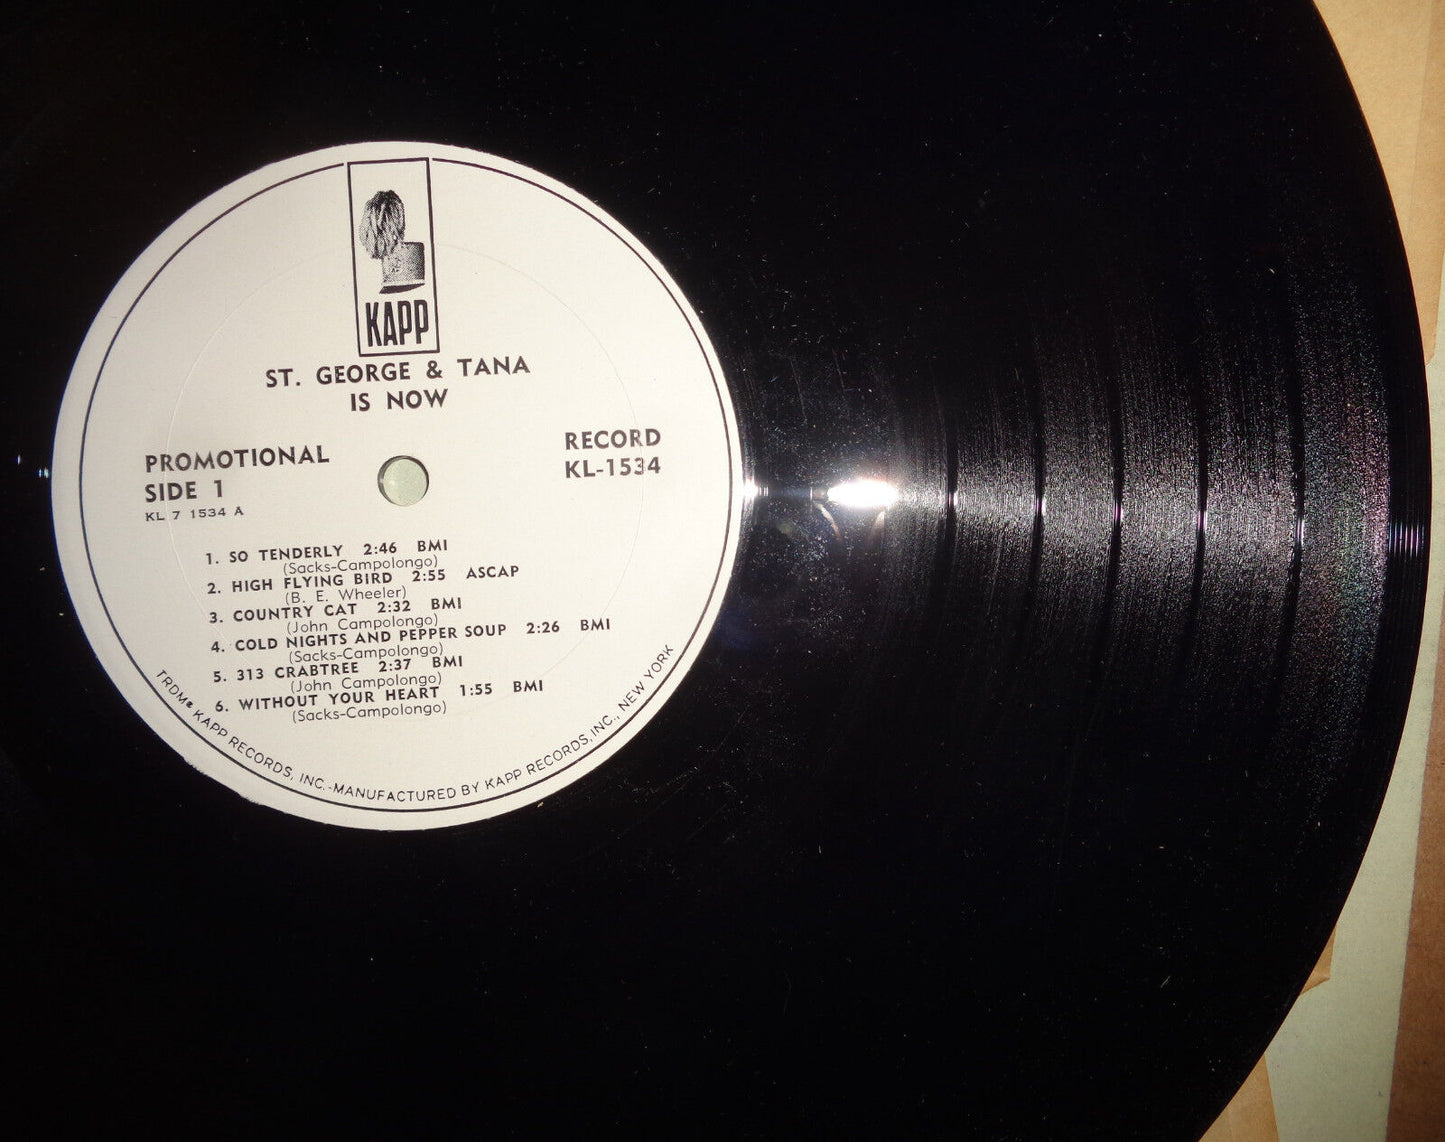 KAPP
ST. GEORGE & TANA
IS NOW
PROMOTIONAL
SIDE 1
KL 7 1534 A
RECORD
KL-1534
1. SO TENDERLY 2:46 BMI
(Sacks-Campolongo)
2. HIGH FLYING BIRD 2:55 ASCAP
(B. E. Wheeler)
3. COUNTRY CAT 2:32 BMI
(John Campolongo)
4. COLD NIGHTS AND PEPPER SOUP 2:26 BMI
(Sacks-Campolongo)
5. 313 CRABTREE 2:37 BMI
(John Campolongo)
6. WITHOUT YOUR HEART 1:55 BMI
(Sacks-Campolongo)
TRDMK KAPP RECORDS, INC.-MANUFACTURED BY KAPP RECORDS, INC., NEW YORK